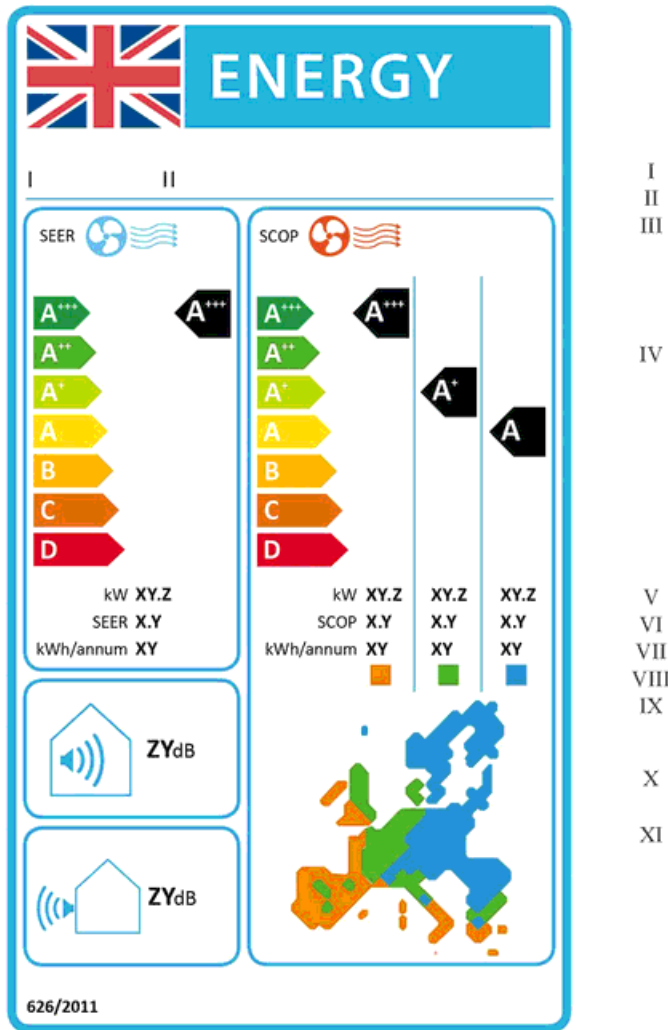 ENERGY
I II
I
II
III
SEER SCOP
A+++ A+++ A+++ A+++
A++ A++
IV
A+ A+ A+
A A A
B B
C C
D D
kW XY.Z kW XY.Z XY.Z XY.Z
V
SEER X.Y SCOP X.Y X.Y X.Y
VI
kWh/annum XY kWh/annum XY XY XY
VII
VIII
IX
ZYdB
X
XI
ZYdB
626/2011